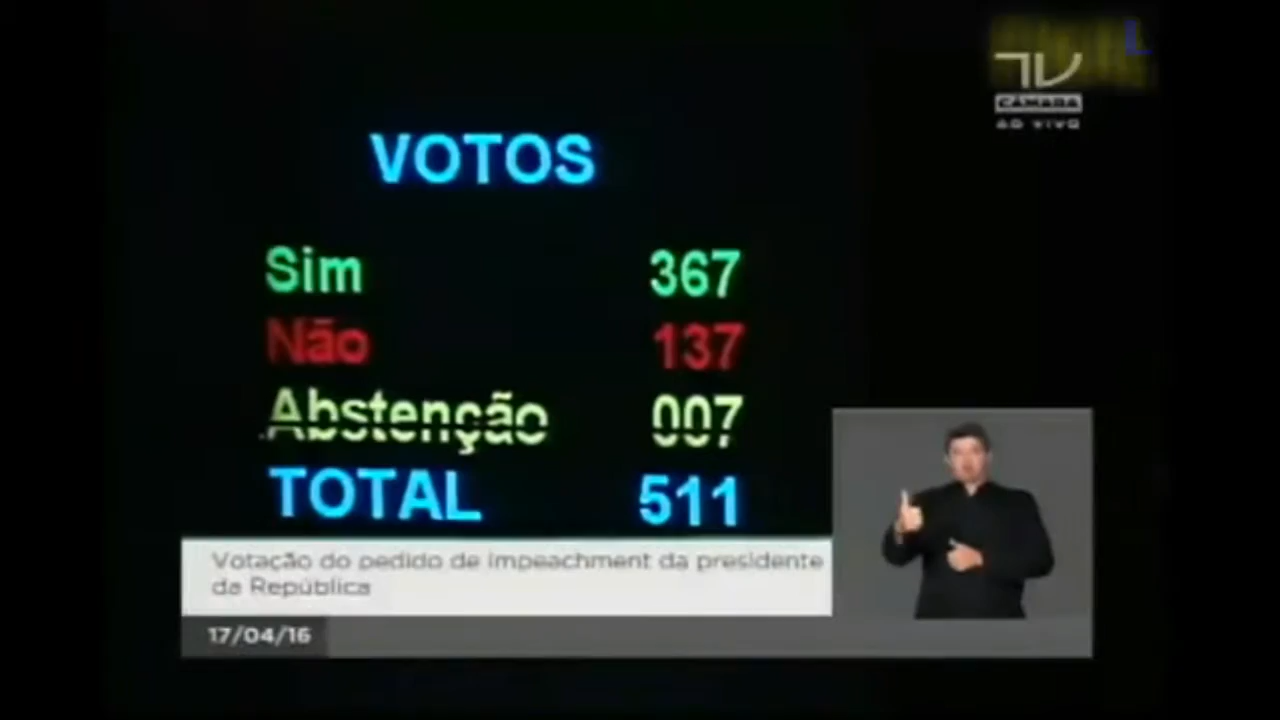 TV
CÂMARA
AO VIVO
VOTOS
Sim 367
Não 137
Abstenção 007
TOTAL 511
Votação do pedido de impeachment da presidente
da República
17/04/16